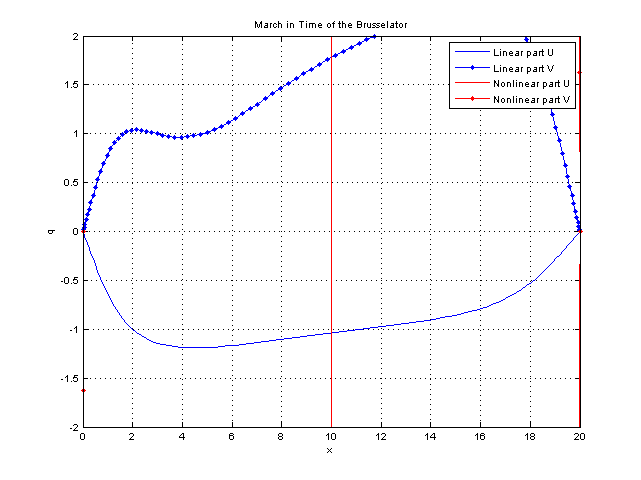 March in Time of the Brusselator
Linear part U
Linear part V
Nonlinear part U
Nonlinear part V
2
1.5
1
0.5
0
-0.5
-1
-1.5
-2
q
0 2 4 6 8 10 12 14 16 18 20
x